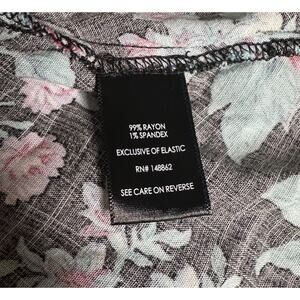 99% RAYON
1% SPANDEX
EXCLUSIVE OF ELASTIC
RN# 148862
SEE CARE ON REVERSE